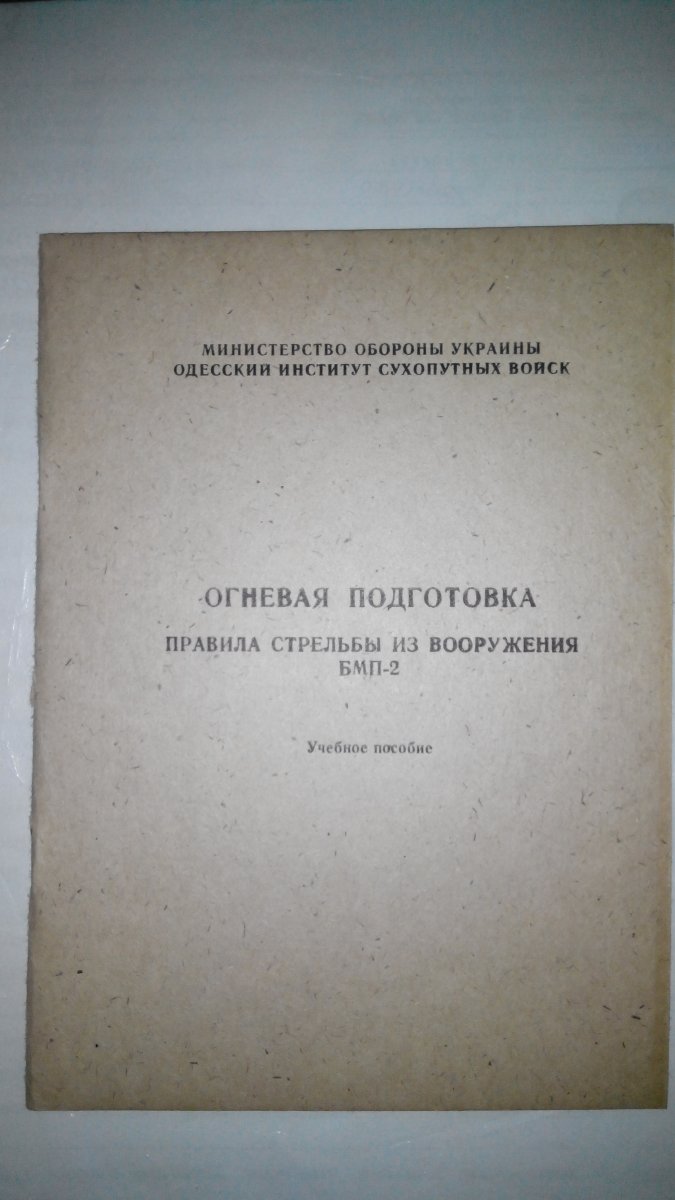 МИНИСТЕРСТВО ОБОРОНЫ УКРАИНЫ
ОДЕССКИЙ ИНСТИТУТ СУХОПУТНЫХ ВОЙСК
ОГНЕВАЯ ПОДГОТОВКА
ПРАВИЛА СТРЕЛЬБЫ ИЗ ВООРУЖЕНИЯ
БМП-2
Учебное пособие